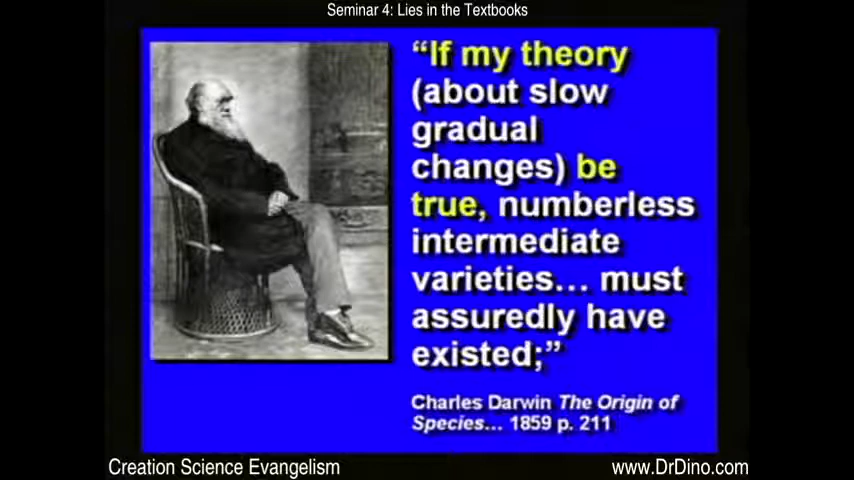 Seminar 4: Lies in the Textbooks
“If my theory
(about slow
gradual
changes) be
true, numberless
intermediate
varieties... must
assuredly have
existed;”
Charles Darwin The Origin of
Species... 1859 p. 211
Creation Science Evangelism
www.DrDino.com